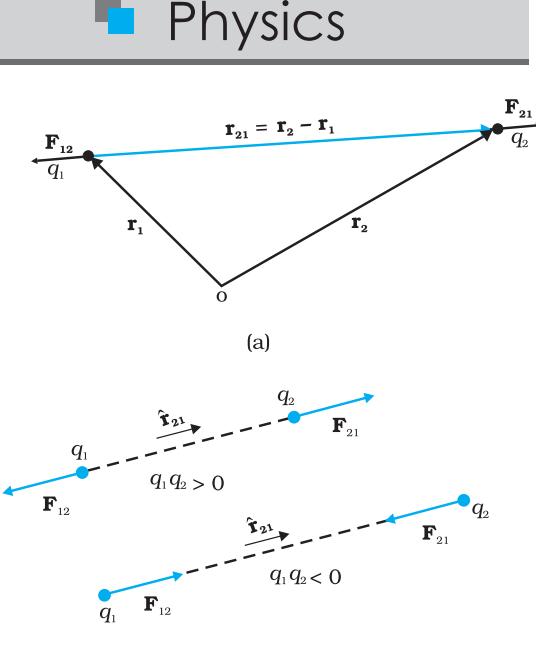 Physics
F₂₁
r₂₁ = r₂ − r₁
F₁₂
q₂
q₁
r₁
r₂
O
(a)
q₂
r̂₂₁
F₂₁
q₁
q₁q₂ > 0
F₁₂
q₂
r̂₂₁
F₂₁
q₁q₂ < 0
F₁₂
q₁